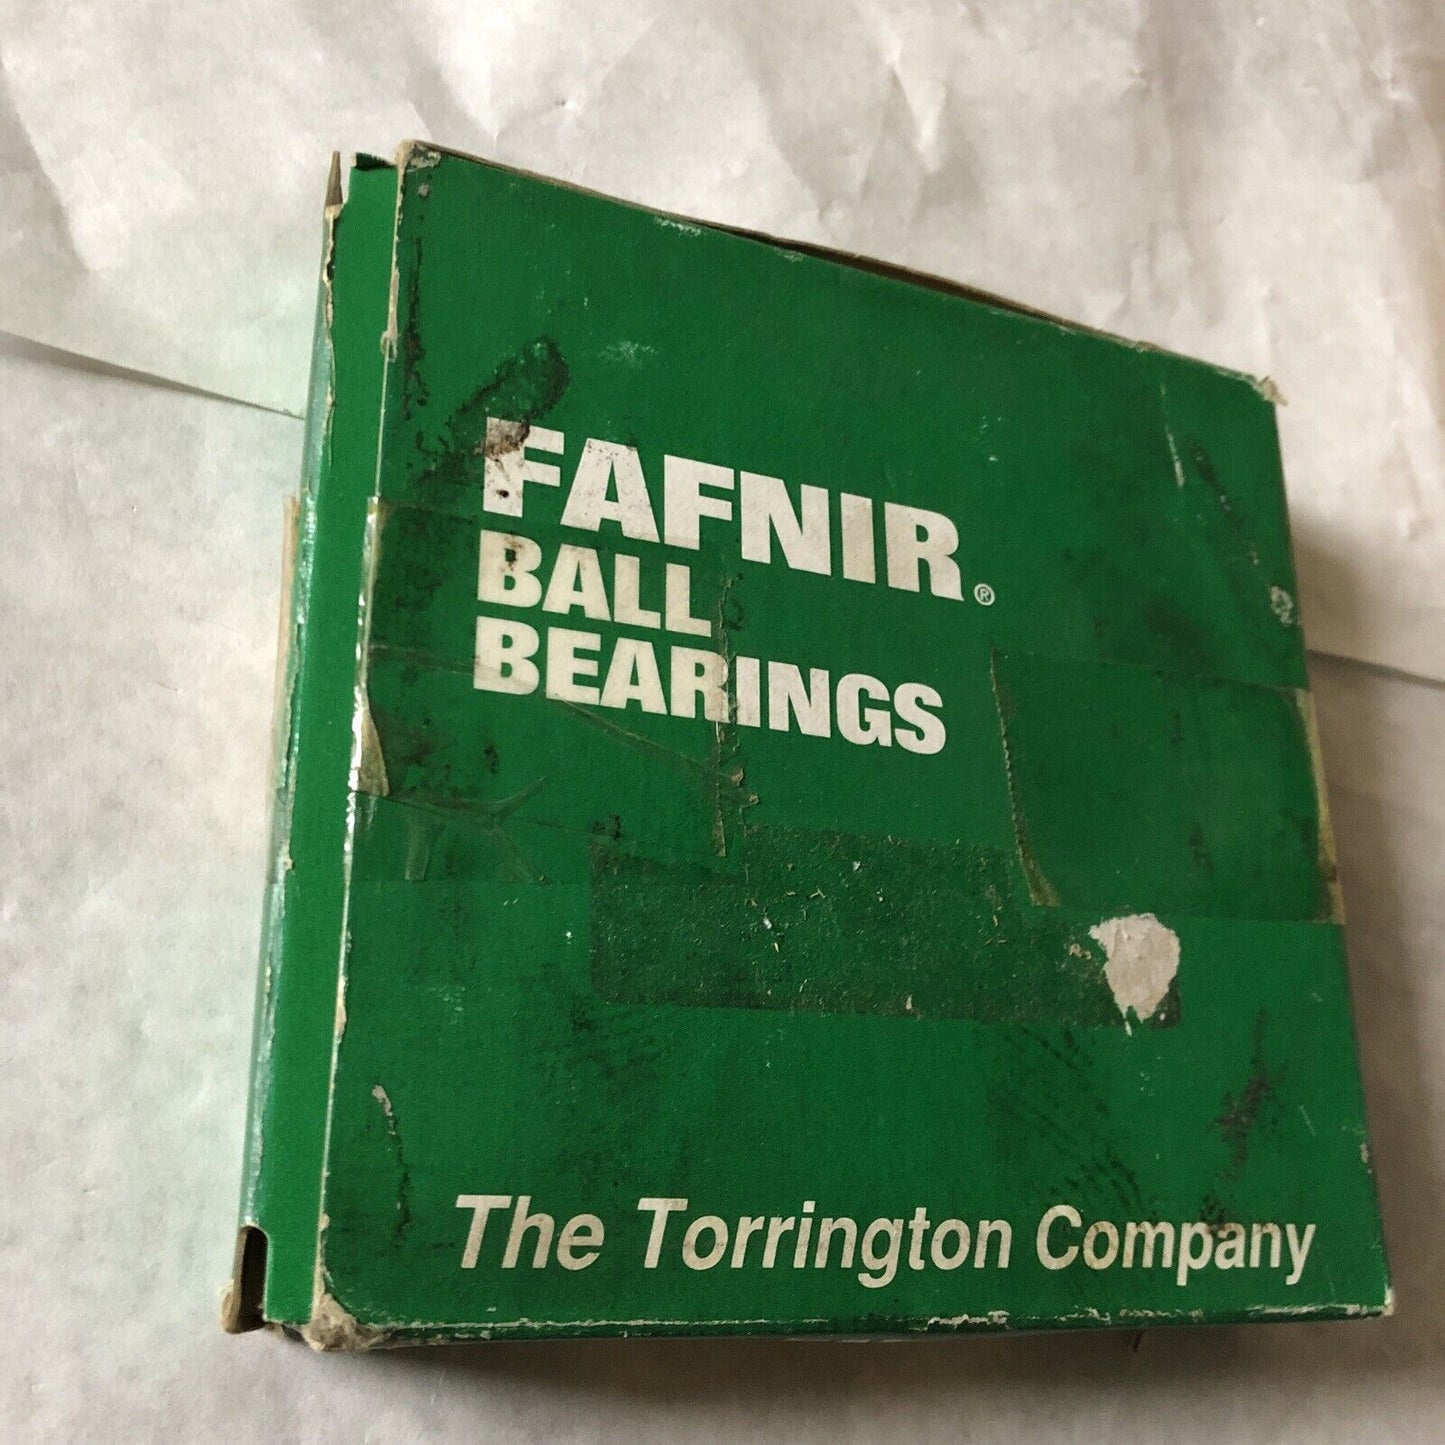 FAFNIR®
BALL
BEARINGS
The Torrington Company